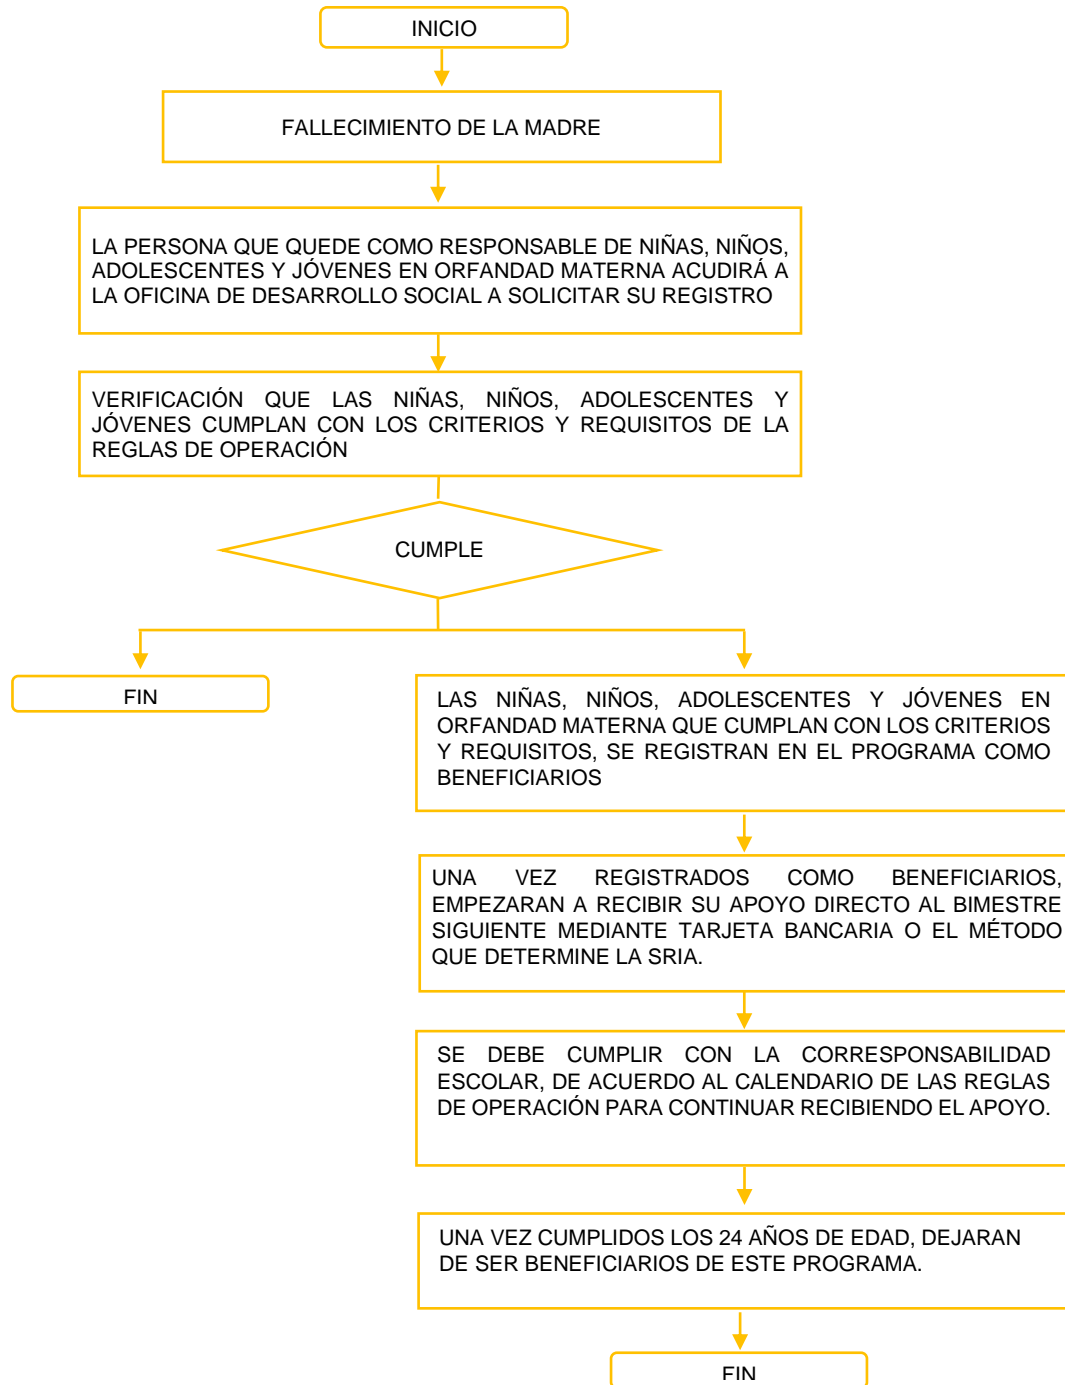 INICIO
FALLECIMIENTO DE LA MADRE
LA PERSONA QUE QUEDE COMO RESPONSABLE DE NIÑAS, NIÑOS,
ADOLESCENTES Y JÓVENES EN ORFANDAD MATERNA ACUDIRÁ A
LA OFICINA DE DESARROLLO SOCIAL A SOLICITAR SU REGISTRO
VERIFICACIÓN QUE LAS NIÑAS, NIÑOS, ADOLESCENTES Y
JÓVENES CUMPLAN CON LOS CRITERIOS Y REQUISITOS DE LA
REGLAS DE OPERACIÓN
CUMPLE
FIN
LAS NIÑAS, NIÑOS, ADOLESCENTES Y JÓVENES EN
ORFANDAD MATERNA QUE CUMPLAN CON LOS CRITERIOS
Y REQUISITOS, SE REGISTRAN EN EL PROGRAMA COMO
BENEFICIARIOS
UNA VEZ REGISTRADOS COMO BENEFICIARIOS,
EMPEZARAN A RECIBIR SU APOYO DIRECTO AL BIMESTRE
SIGUIENTE MEDIANTE TARJETA BANCARIA O EL MÉTODO
QUE DETERMINE LA SRIA.
SE DEBE CUMPLIR CON LA CORRESPONSABILIDAD
ESCOLAR, DE ACUERDO AL CALENDARIO DE LAS REGLAS
DE OPERACIÓN PARA CONTINUAR RECIBIENDO EL APOYO.
UNA VEZ CUMPLIDOS LOS 24 AÑOS DE EDAD, DEJARAN
DE SER BENEFICIARIOS DE ESTE PROGRAMA.
FIN